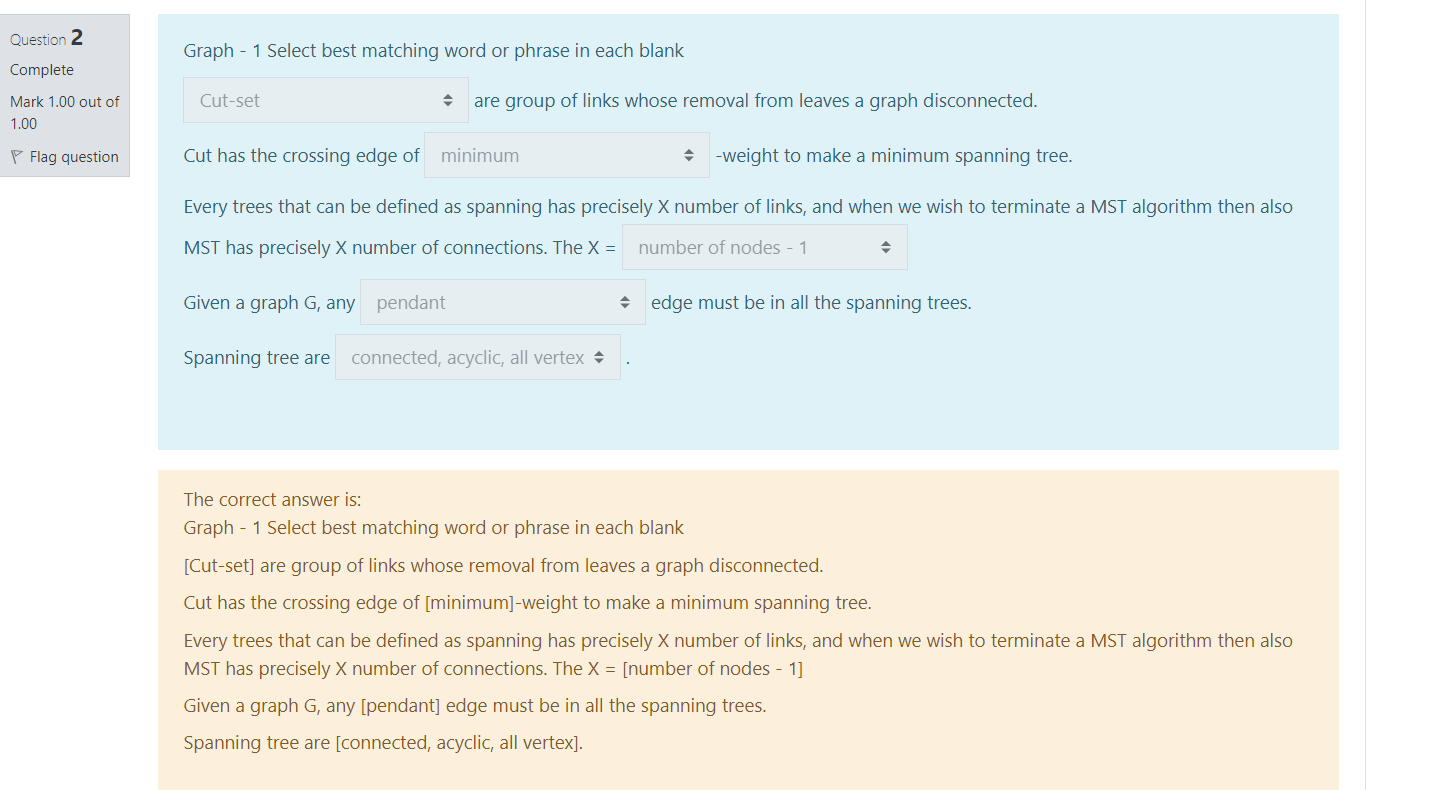 Question 2
Complete
Mark 1.00 out of
1.00
Flag question
Graph - 1 Select best matching word or phrase in each blank
Cut-set are group of links whose removal from leaves a graph disconnected.
Cut has the crossing edge of minimum -weight to make a minimum spanning tree.
Every trees that can be defined as spanning has precisely X number of links, and when we wish to terminate a MST algorithm then also
MST has precisely X number of connections. The X = number of nodes - 1
Given a graph G, any pendant edge must be in all the spanning trees.
Spanning tree are connected, acyclic, all vertex .
The correct answer is:
Graph - 1 Select best matching word or phrase in each blank
[Cut-set] are group of links whose removal from leaves a graph disconnected.
Cut has the crossing edge of [minimum]-weight to make a minimum spanning tree.
Every trees that can be defined as spanning has precisely X number of links, and when we wish to terminate a MST algorithm then also
MST has precisely X number of connections. The X = [number of nodes - 1]
Given a graph G, any [pendant] edge must be in all the spanning trees.
Spanning tree are [connected, acyclic, all vertex].